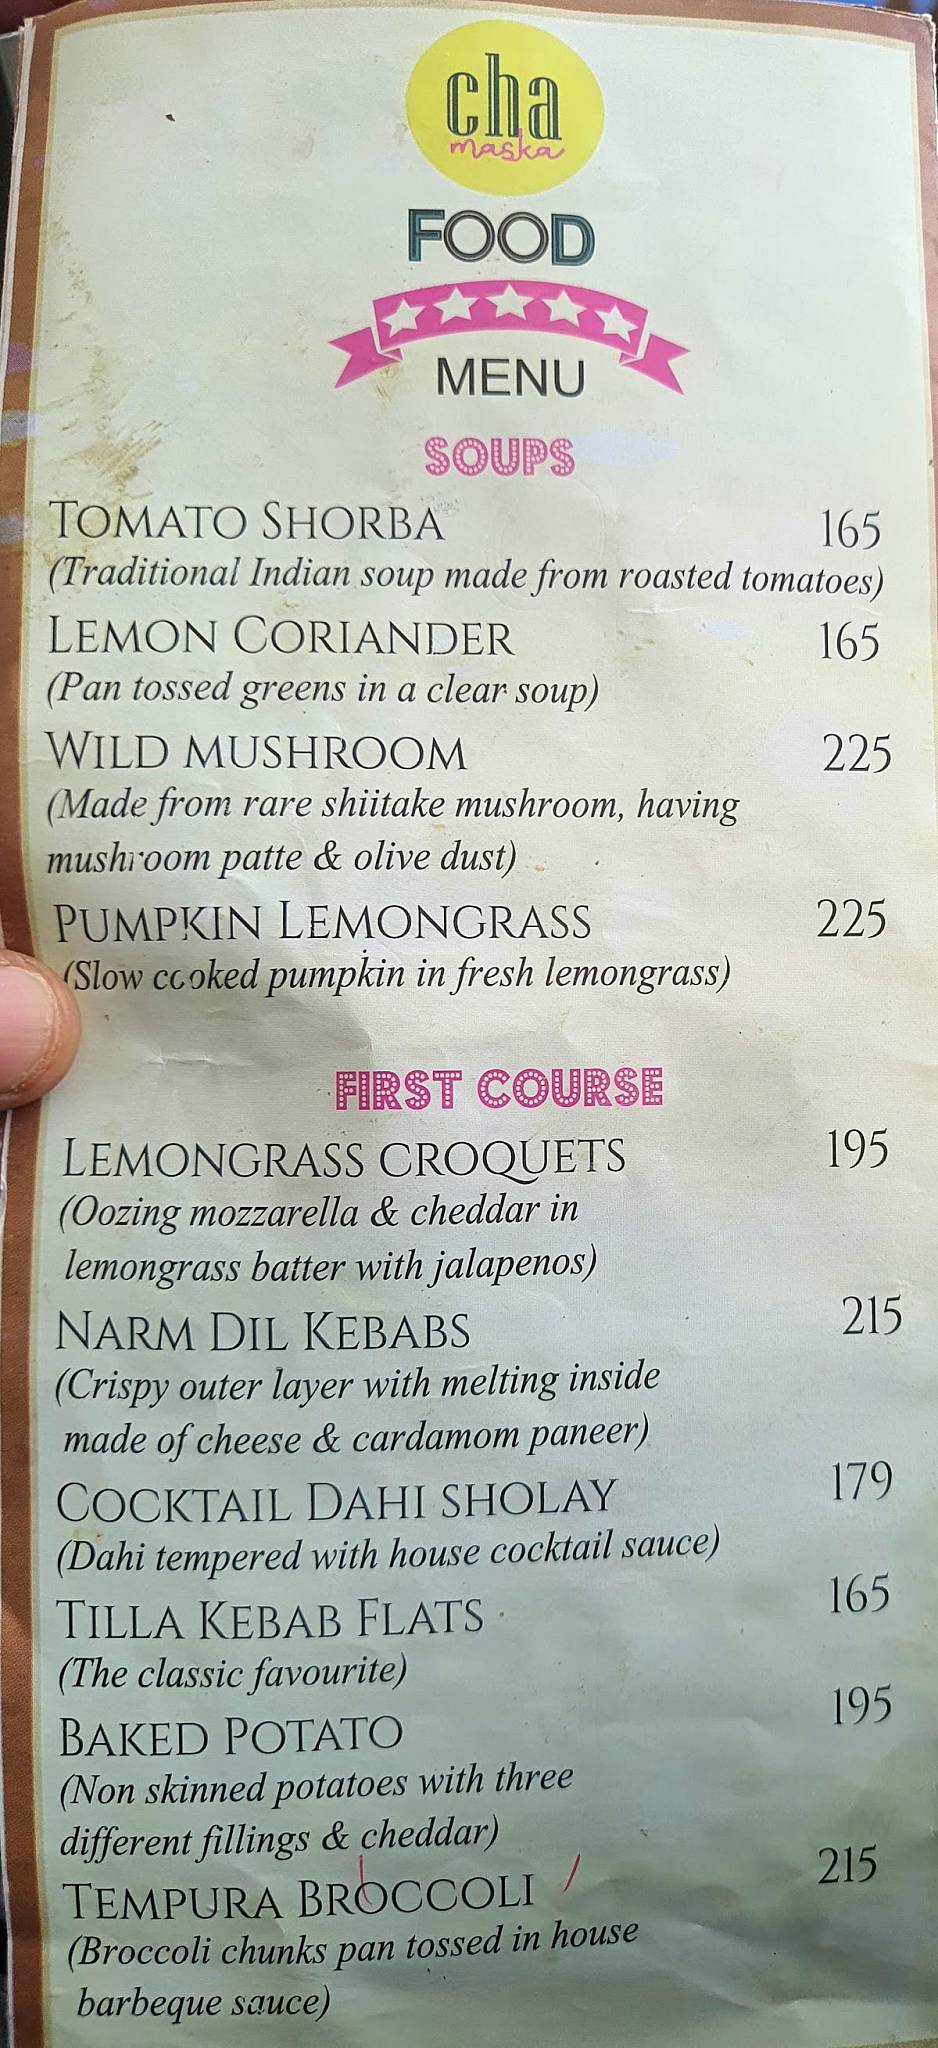 cha
maska
FOOD
MENU
SOUPS
TOMATO SHORBA 165
(Traditional Indian soup made from roasted tomatoes)
LEMON CORIANDER 165
(Pan tossed greens in a clear soup)
WILD MUSHROOM 225
(Made from rare shiitake mushroom, having
mushroom patte & olive dust)
PUMPKIN LEMONGRASS 225
(Slow cooked pumpkin in fresh lemongrass)
FIRST COURSE
LEMONGRASS CROQUETS 195
(Oozing mozzarella & cheddar in
lemongrass batter with jalapenos)
NARM DIL KEBABS 215
(Crispy outer layer with melting inside
made of cheese & cardamom paneer)
COCKTAIL DAHI SHOLAY 179
(Dahi tempered with house cocktail sauce)
TILLA KEBAB FLATS 165
(The classic favourite)
BAKED POTATO 195
(Non skinned potatoes with three
different fillings & cheddar)
TEMPURA BROCCOLI 215
(Broccoli chunks pan tossed in house
barbeque sauce)